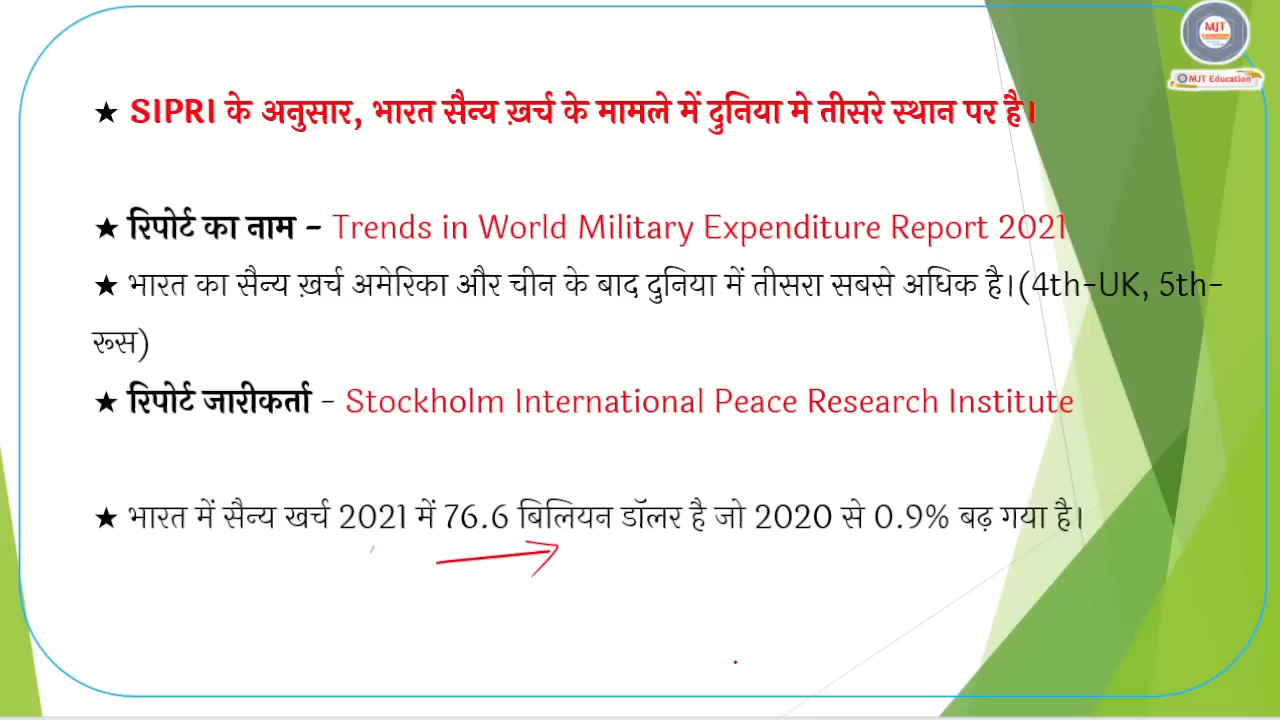 MJT
MJT Education
★ SIPRI के अनुसार, भारत सैन्य ख़र्च के मामले में दुनिया मे तीसरे स्थान पर है।
★ रिपोर्ट का नाम – Trends in World Military Expenditure Report 2021
★ भारत का सैन्य ख़र्च अमेरिका और चीन के बाद दुनिया में तीसरा सबसे अधिक है।(4th-UK, 5th-
रूस)
★ रिपोर्ट जारीकर्ता - Stockholm International Peace Research Institute
★ भारत में सैन्य खर्च 2021 में 76.6 बिलियन डॉलर है जो 2020 से 0.9% बढ़ गया है।